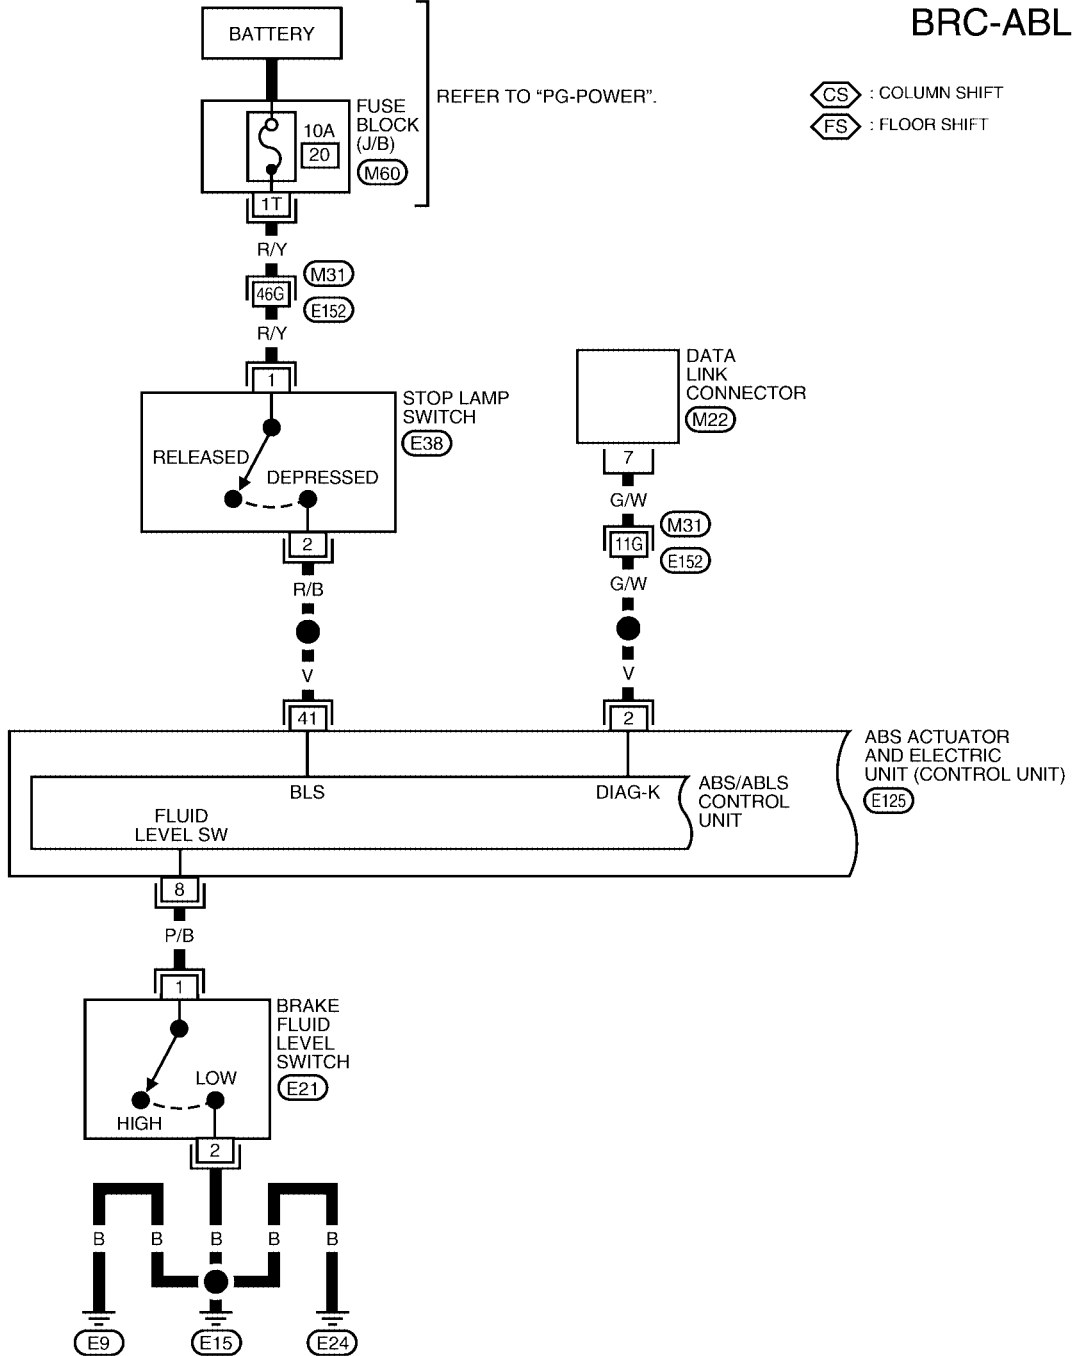 BRC-ABL
BATTERY
REFER TO “PG-POWER”.
CS : COLUMN SHIFT
FS : FLOOR SHIFT
FUSE
BLOCK
(J/B)
M60
10A
20
1T
R/Y
M31
46G
E152
R/Y
1
STOP LAMP
SWITCH
E38
RELEASED
DEPRESSED
2
R/B
V
41
DATA
LINK
CONNECTOR
M22
7
G/W
M31
11G
E152
G/W
V
2
ABS ACTUATOR
AND ELECTRIC
UNIT (CONTROL UNIT)
E125
BLS
DIAG-K
ABS/ABLS
CONTROL
UNIT
FLUID
LEVEL SW
8
P/B
1
BRAKE
FLUID
LEVEL
SWITCH
E21
LOW
HIGH
2
B B B B B
E9 E15 E24